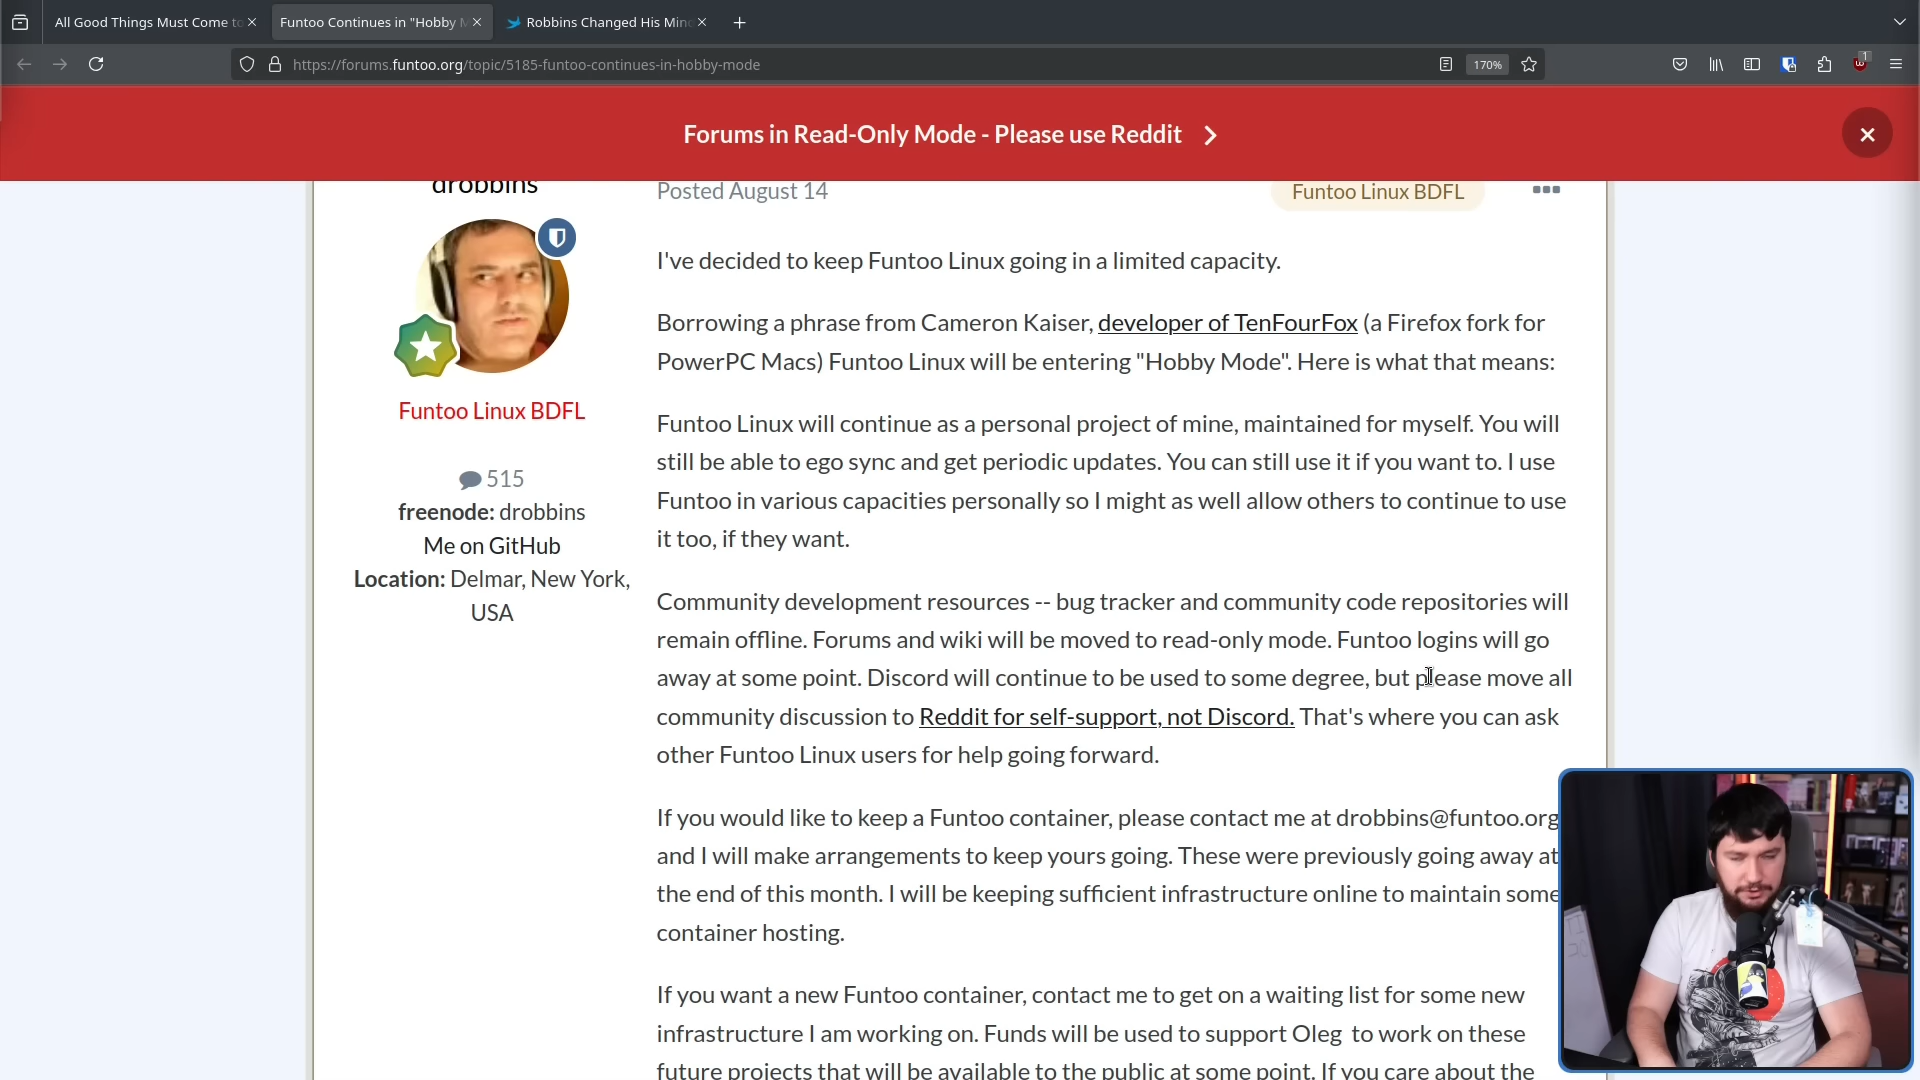 All Good Things Must Come to
Funtoo Continues in "Hobby M
Robbins Changed His Mind
https://forums.funtoo.org/topic/5185-funtoo-continues-in-hobby-mode
170%
1
Forums in Read-Only Mode - Please use Reddit
drobbins
Posted August 14
Funtoo Linux BDFL
I've decided to keep Funtoo Linux going in a limited capacity.
Borrowing a phrase from Cameron Kaiser, developer of TenFourFox (a Firefox fork for
PowerPC Macs) Funtoo Linux will be entering "Hobby Mode". Here is what that means:
Funtoo Linux BDFL
515
freenode: drobbins
Me on GitHub
Location: Delmar, New York,
USA
Funtoo Linux will continue as a personal project of mine, maintained for myself. You will
still be able to ego sync and get periodic updates. You can still use it if you want to. I use
Funtoo in various capacities personally so I might as well allow others to continue to use
it too, if they want.
Community development resources -- bug tracker and community code repositories will
remain offline. Forums and wiki will be moved to read-only mode. Funtoo logins will go
away at some point. Discord will continue to be used to some degree, but please move all
community discussion to Reddit for self-support, not Discord. That's where you can ask
other Funtoo Linux users for help going forward.
If you would like to keep a Funtoo container, please contact me at drobbins@funtoo.org
and I will make arrangements to keep yours going. These were previously going away at
the end of this month. I will be keeping sufficient infrastructure online to maintain some
container hosting.
If you want a new Funtoo container, contact me to get on a waiting list for some new
infrastructure I am working on. Funds will be used to support Oleg to work on these
future projects that will be available to the public at some point. If you care about the